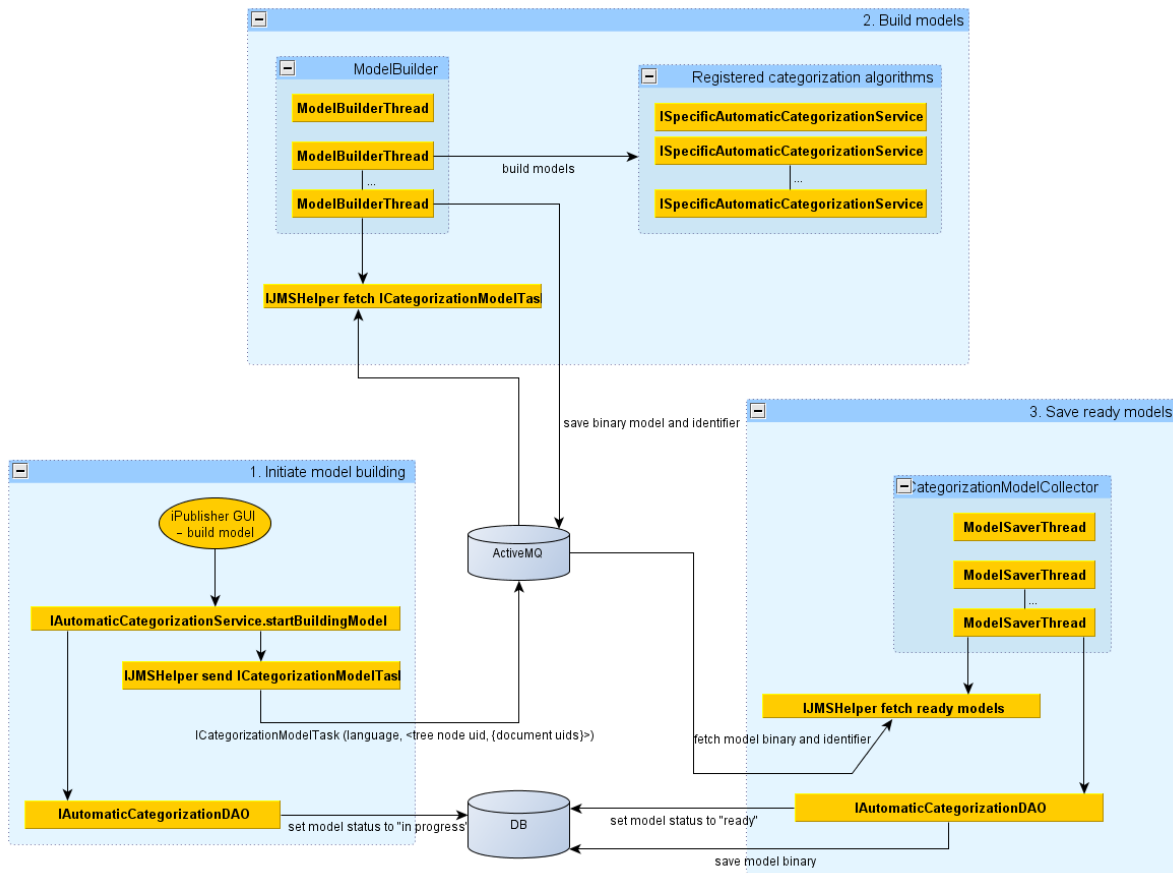 2. Build models
ModelBuilder
ModelBuilderThread
ModelBuilderThread
...
ModelBuilderThread
build models
Registered categorization algorithms
ISpecificAutomaticCategorizationService
ISpecificAutomaticCategorizationService
...
ISpecificAutomaticCategorizationService
IJMSHelper fetch ICategorizationModelTas
save binary model and identifier
1. Initiate model building
iPublisher GUI
– build model
IAutomaticCategorizationService.startBuildingModel
IJMSHelper send ICategorizationModelTas
ICategorizationModelTask (language, <tree node uid, {document uids}>)
IAutomaticCategorizationDAO
set model status to "in progress"
ActiveMQ
DB
3. Save ready models
CategorizationModelCollector
ModelSaverThread
ModelSaverThread
...
ModelSaverThread
IJMSHelper fetch ready models
fetch model binary and identifier
IAutomaticCategorizationDAO
set model status to "ready"
save model binary